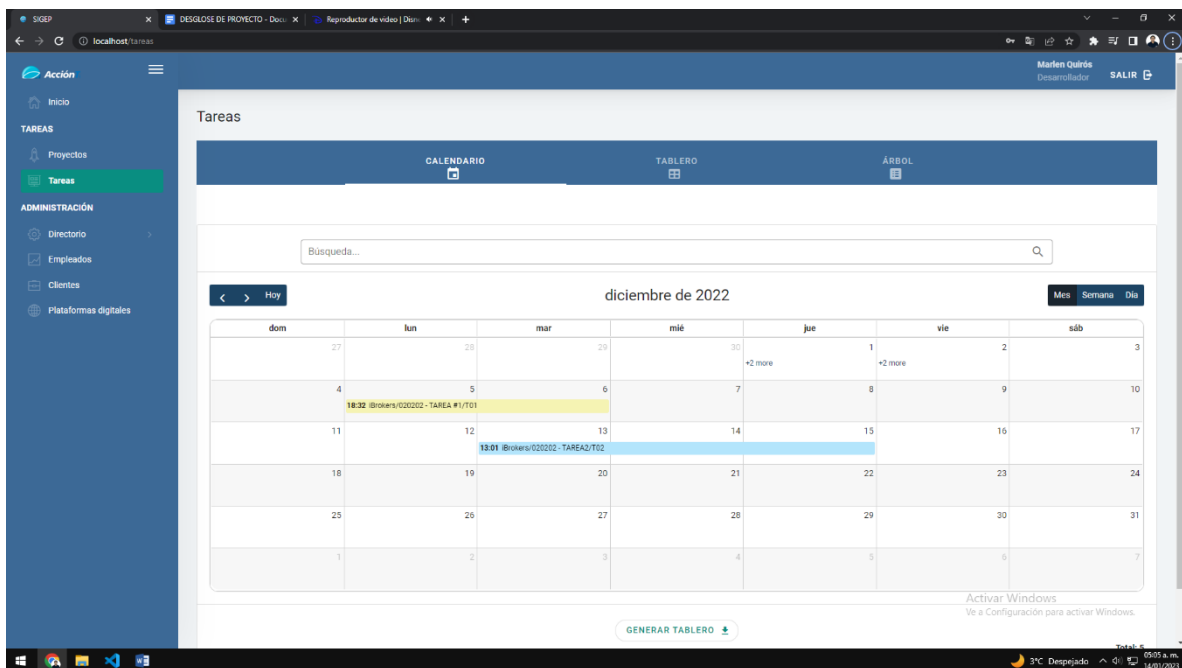 SIGEP
DESGLOSE DE PROYECTO - Docu
Reproductor de video | Disn
localhost/tareas
Acción
Marlen Quirós
Desarrollador
SALIR
Inicio
TAREAS
Proyectos
Tareas
ADMINISTRACIÓN
Directorio
Empleados
Clientes
Plataformas digitales
Tareas
CALENDARIO
TABLERO
ÁRBOL
Búsqueda...
Hoy
diciembre de 2022
Mes Semana Día
dom lun mar mié jue vie sáb
27 28 29 30 1 2 3
+2 more +2 more
4 5 6 7 8 9 10
18:32 iBrokers/020202 - TAREA #1/T01
11 12 13 14 15 16 17
13:01 iBrokers/020202 - TAREA2/T02
18 19 20 21 22 23 24
25 26 27 28 29 30 31
1 2 3 4 5 6 7
Activar Windows
Ve a Configuración para activar Windows.
GENERAR TABLERO
Total: 5
3°C Despejado
05:05 a. m.
14/01/2023